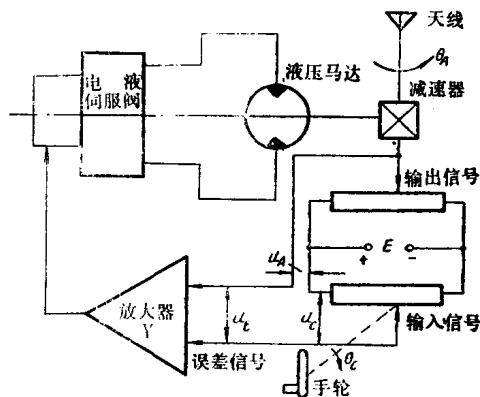 天线
θA
液压马达
减速器
电液
伺服阀
输出信号
E
+ -
uA
放大器
Y
ut
uc
输入信号
误差信号
θc
手轮